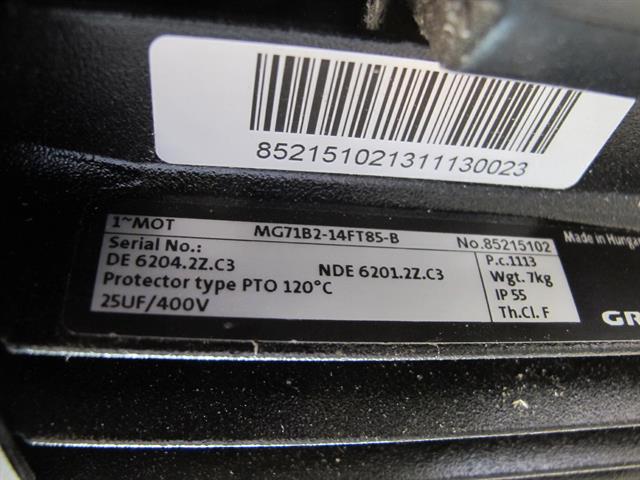 852151021311130023
1~MOT MG71B2-14FT85-B No.85215102
Serial No.: P.c.1113
DE 6204.2Z.C3 NDE 6201.2Z.C3 Wgt. 7kg
Protector type PTO 120°C IP 55
25UF/400V Th.Cl. F
Made in Hungar
GR